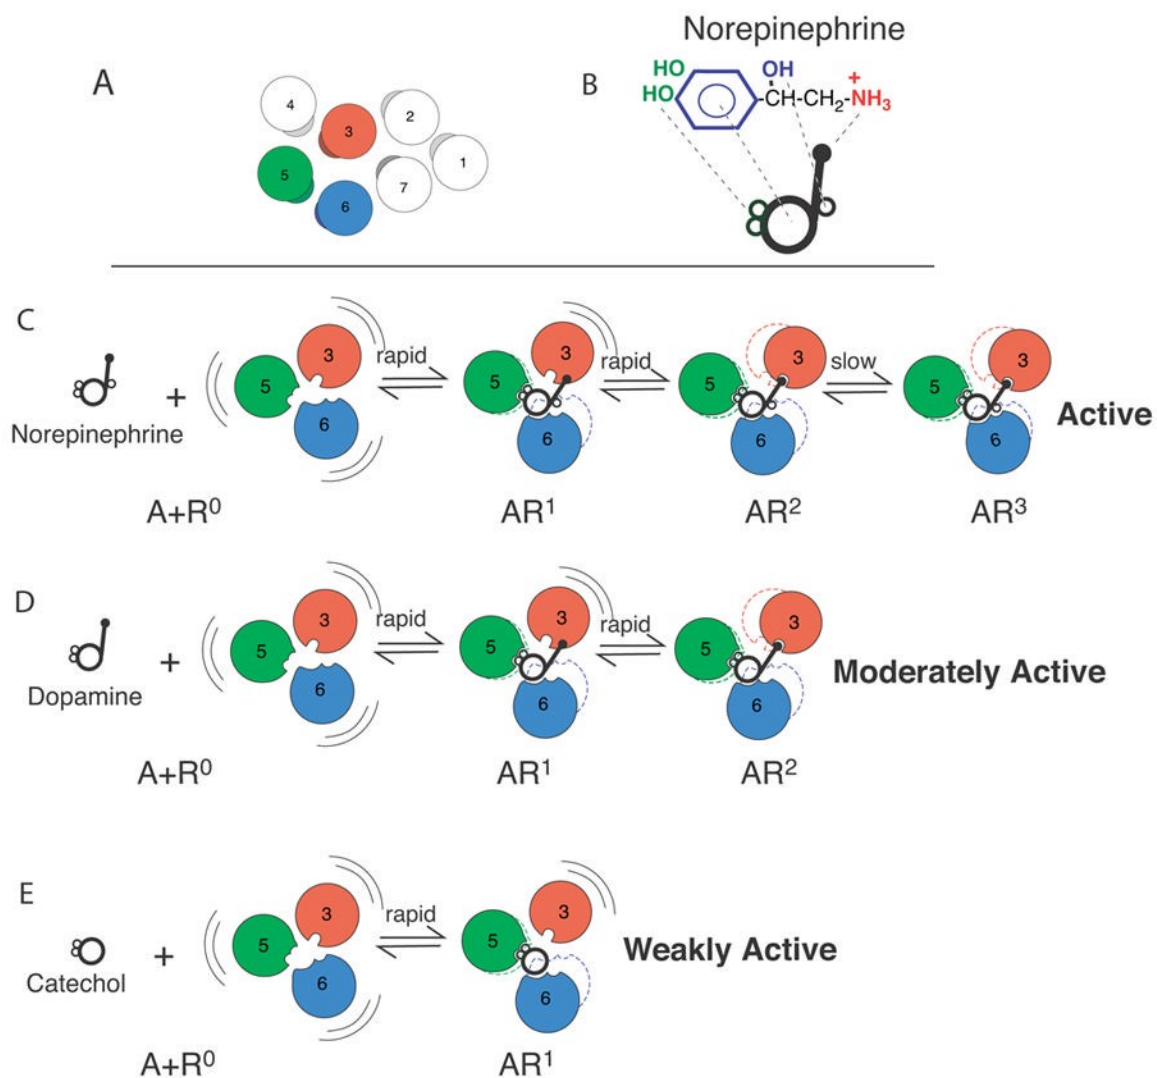 A
4
3
2
1
5
7
6
B
Norepinephrine
HO
HO
OH
CH-CH₂-NH₃
+
C
Norepinephrine
+
5
3
6
rapid
5
3
6
rapid
5
3
6
slow
5
3
6
Active
A+R⁰
AR¹
AR²
AR³
D
Dopamine
+
5
3
6
rapid
5
3
6
rapid
5
3
6
Moderately Active
A+R⁰
AR¹
AR²
E
Catechol
+
5
3
6
rapid
5
3
6
Weakly Active
A+R⁰
AR¹